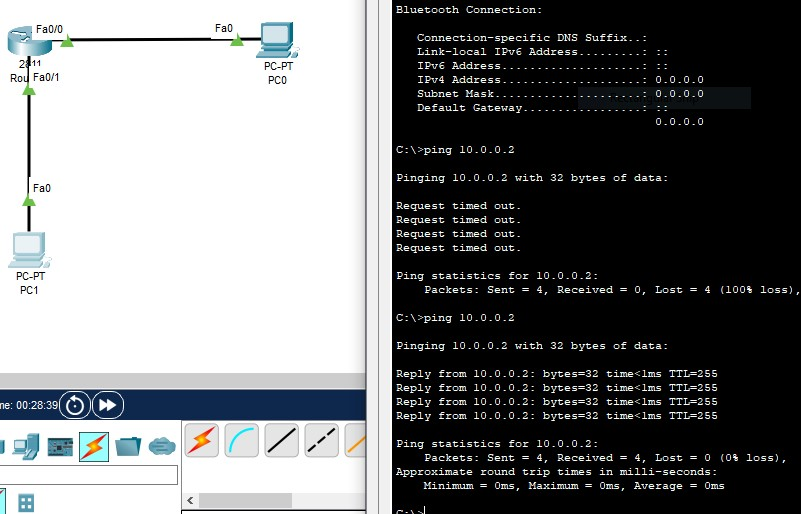 Fa0/0
Fa0
2811
Rou
Fa0/1
PC-PT
PC0
Fa0
PC-PT
PC1
me: 00:28:39
Bluetooth Connection:
Connection-specific DNS Suffix..:
Link-local IPv6 Address.........: ::
IPv6 Address....................: ::
IPv4 Address....................: 0.0.0.0
Subnet Mask.....................: 0.0.0.0
Default Gateway.................: ::
0.0.0.0
C:\>ping 10.0.0.2
Pinging 10.0.0.2 with 32 bytes of data:
Request timed out.
Request timed out.
Request timed out.
Request timed out.
Ping statistics for 10.0.0.2:
Packets: Sent = 4, Received = 0, Lost = 4 (100% loss),
C:\>ping 10.0.0.2
Pinging 10.0.0.2 with 32 bytes of data:
Reply from 10.0.0.2: bytes=32 time<1ms TTL=255
Reply from 10.0.0.2: bytes=32 time<1ms TTL=255
Reply from 10.0.0.2: bytes=32 time<1ms TTL=255
Reply from 10.0.0.2: bytes=32 time<1ms TTL=255
Ping statistics for 10.0.0.2:
Packets: Sent = 4, Received = 4, Lost = 0 (0% loss),
Approximate round trip times in milli-seconds:
Minimum = 0ms, Maximum = 0ms, Average = 0ms
C:\>